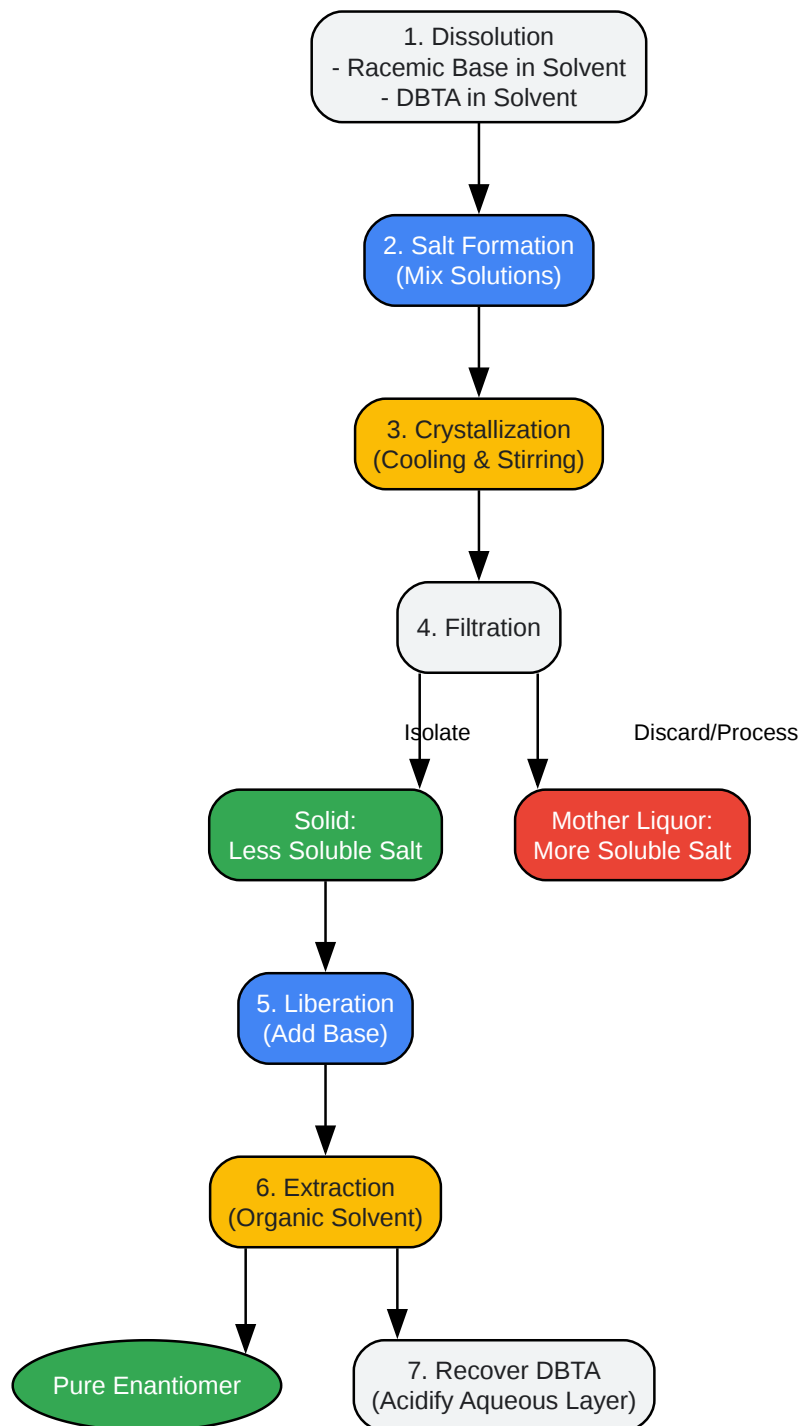 1. Dissolution
- Racemic Base in Solvent
- DBTA in Solvent
2. Salt Formation
(Mix Solutions)
3. Crystallization
(Cooling & Stirring)
4. Filtration
Isolate
Discard/Process
Solid:
Less Soluble Salt
Mother Liquor:
More Soluble Salt
5. Liberation
(Add Base)
6. Extraction
(Organic Solvent)
Pure Enantiomer
7. Recover DBTA
(Acidify Aqueous Layer)